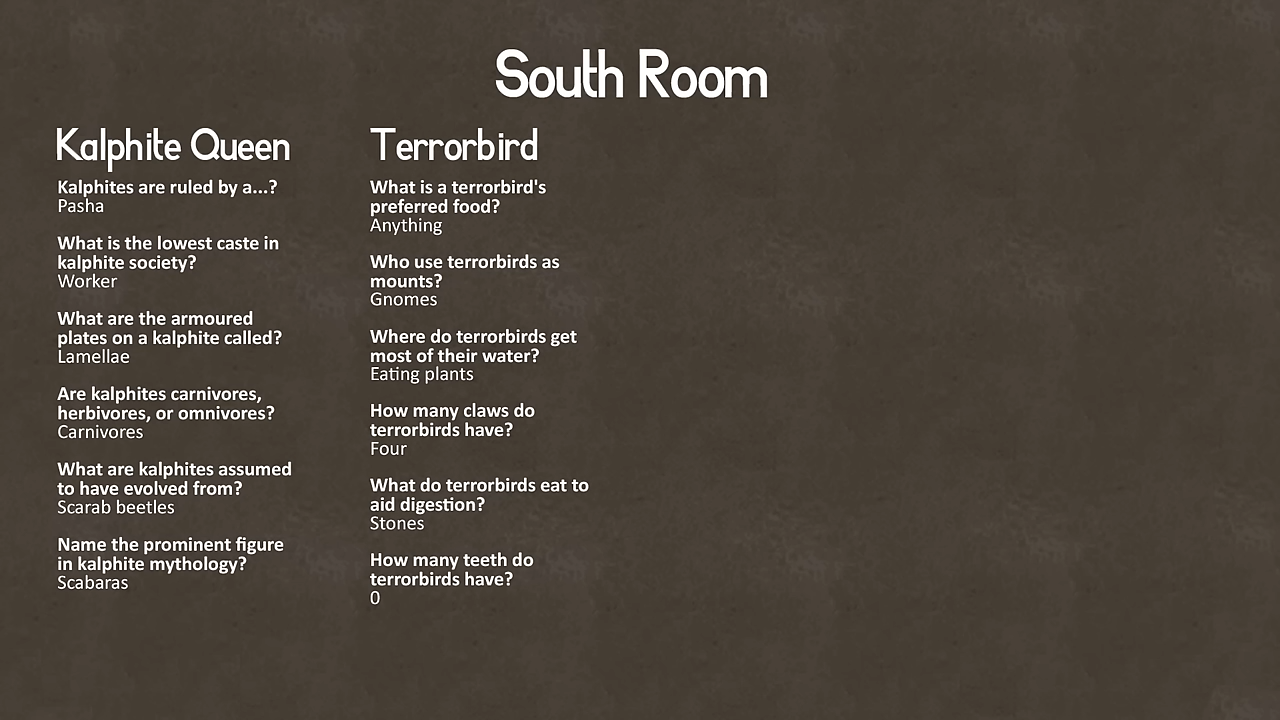 South Room
Kalphite Queen
Kalphites are ruled by a...?
Pasha
What is the lowest caste in
kalphite society?
Worker
What are the armoured
plates on a kalphite called?
Lamellae
Are kalphites carnivores,
herbivores, or omnivores?
Carnivores
What are kalphites assumed
to have evolved from?
Scarab beetles
Name the prominent figure
in kalphite mythology?
Scabaras
Terrorbird
What is a terrorbird's
preferred food?
Anything
Who use terrorbirds as
mounts?
Gnomes
Where do terrorbirds get
most of their water?
Eating plants
How many claws do
terrorbirds have?
Four
What do terrorbirds eat to
aid digestion?
Stones
How many teeth do
terrorbirds have?
0